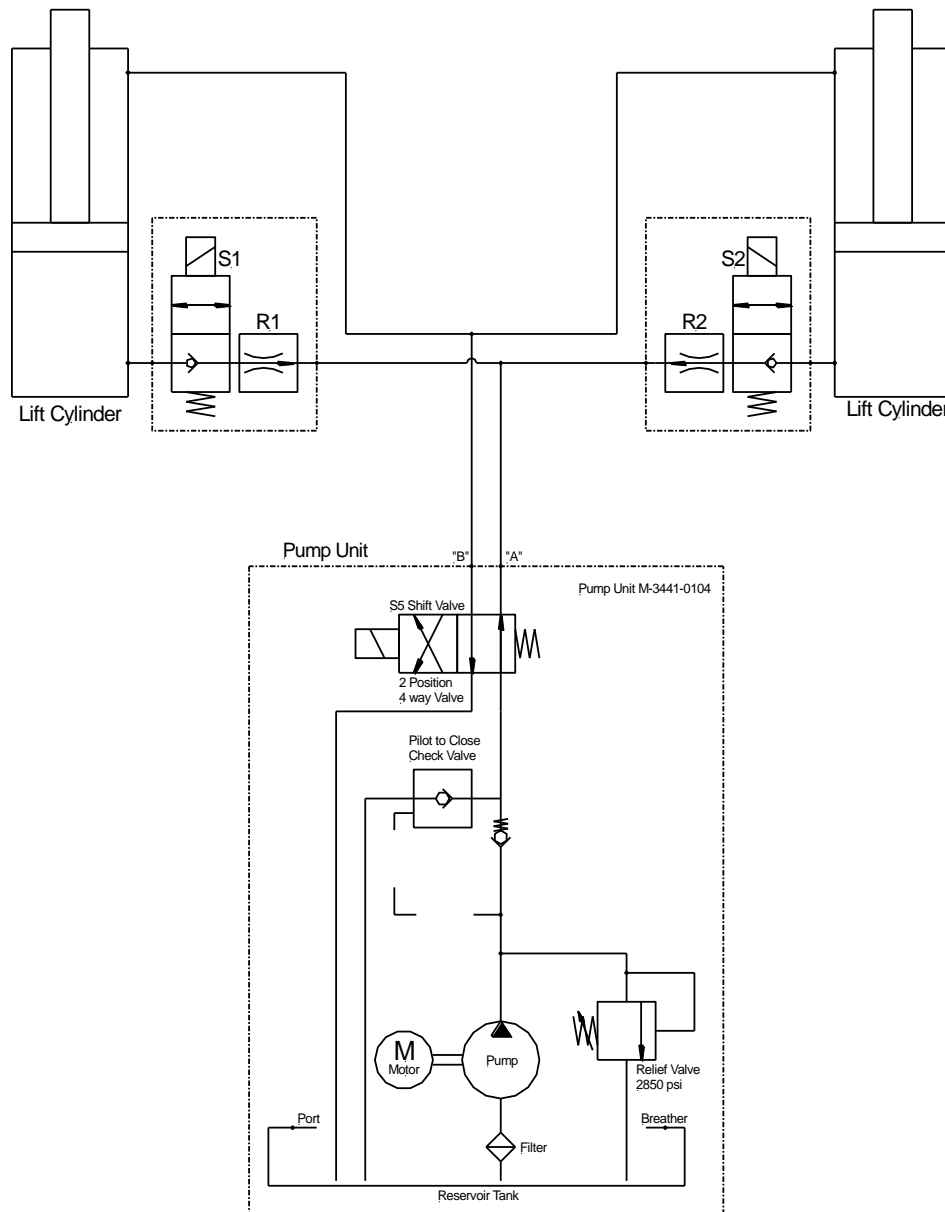 S1
S2
R1
R2
Lift Cylinder
Lift Cylinder
Pump Unit
"B"
"A"
Pump Unit M-3441-0104
S5 Shift Valve
2 Position
4 way Valve
Pilot to Close
Check Valve
M
Motor
Pump
Relief Valve
2850 psi
Port
Breather
Filter
Reservoir Tank